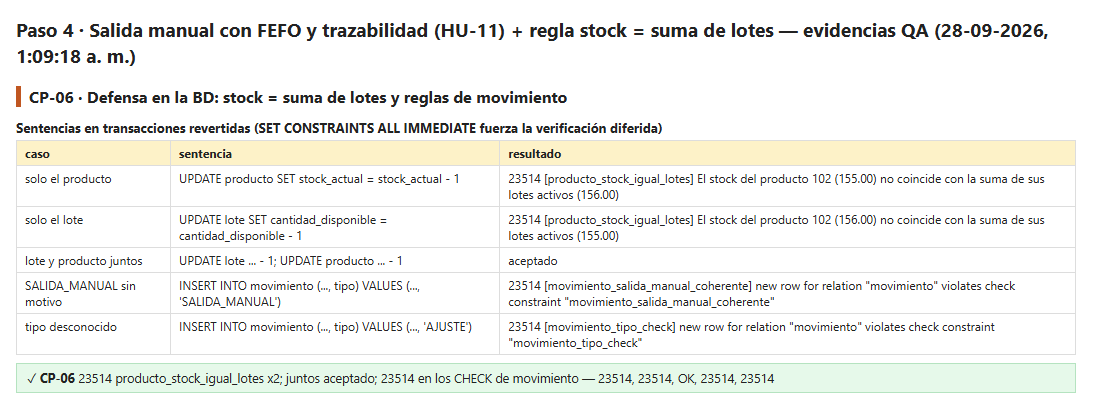 Paso 4 · Salida manual con FEFO y trazabilidad (HU-11) + regla stock = suma de lotes — evidencias QA (28-09-2026,
1:09:18 a. m.)
CP-06 · Defensa en la BD: stock = suma de lotes y reglas de movimiento
Sentencias en transacciones revertidas (SET CONSTRAINTS ALL IMMEDIATE fuerza la verificación diferida)
caso sentencia resultado
solo el producto UPDATE producto SET stock_actual = stock_actual - 1 23514 [producto_stock_igual_lotes] El stock del producto 102 (155.00) no coincide con la suma de sus
lotes activos (156.00)
solo el lote UPDATE lote SET cantidad_disponible = 23514 [producto_stock_igual_lotes] El stock del producto 102 (156.00) no coincide con la suma de sus
cantidad_disponible - 1 lotes activos (155.00)
lote y producto juntos UPDATE lote ... - 1; UPDATE producto ... - 1 aceptado
SALIDA_MANUAL sin INSERT INTO movimiento (..., tipo) VALUES (..., 23514 [movimiento_salida_manual_coherente] new row for relation "movimiento" violates check
motivo 'SALIDA_MANUAL') constraint "movimiento_salida_manual_coherente"
tipo desconocido INSERT INTO movimiento (..., tipo) VALUES (..., 'AJUSTE') 23514 [movimiento_tipo_check] new row for relation "movimiento" violates check constraint
"movimiento_tipo_check"
✓ CP-06 23514 producto_stock_igual_lotes x2; juntos aceptado; 23514 en los CHECK de movimiento — 23514, 23514, OK, 23514, 23514